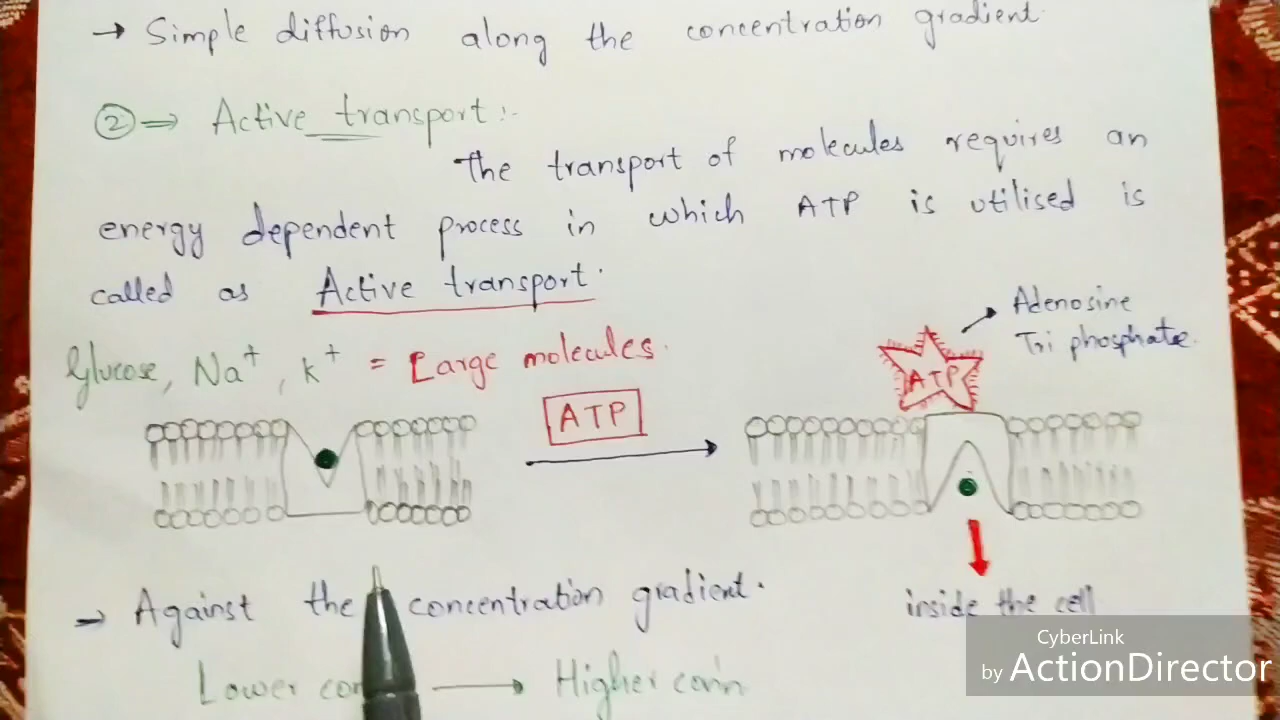 → Simple diffusion along the concentration gradient.
② ⇒ Active transport :-
The transport of molecules requires an
energy dependent process in which ATP is utilised is
called as Active transport.
Adenosine
Tri phosphate.
Glucose, Na⁺, K⁺ = Large molecules.
ATP
ATP
→ Against the concentration gradient.
inside the cell
Lower → Higher con'n
CyberLink
by ActionDirector